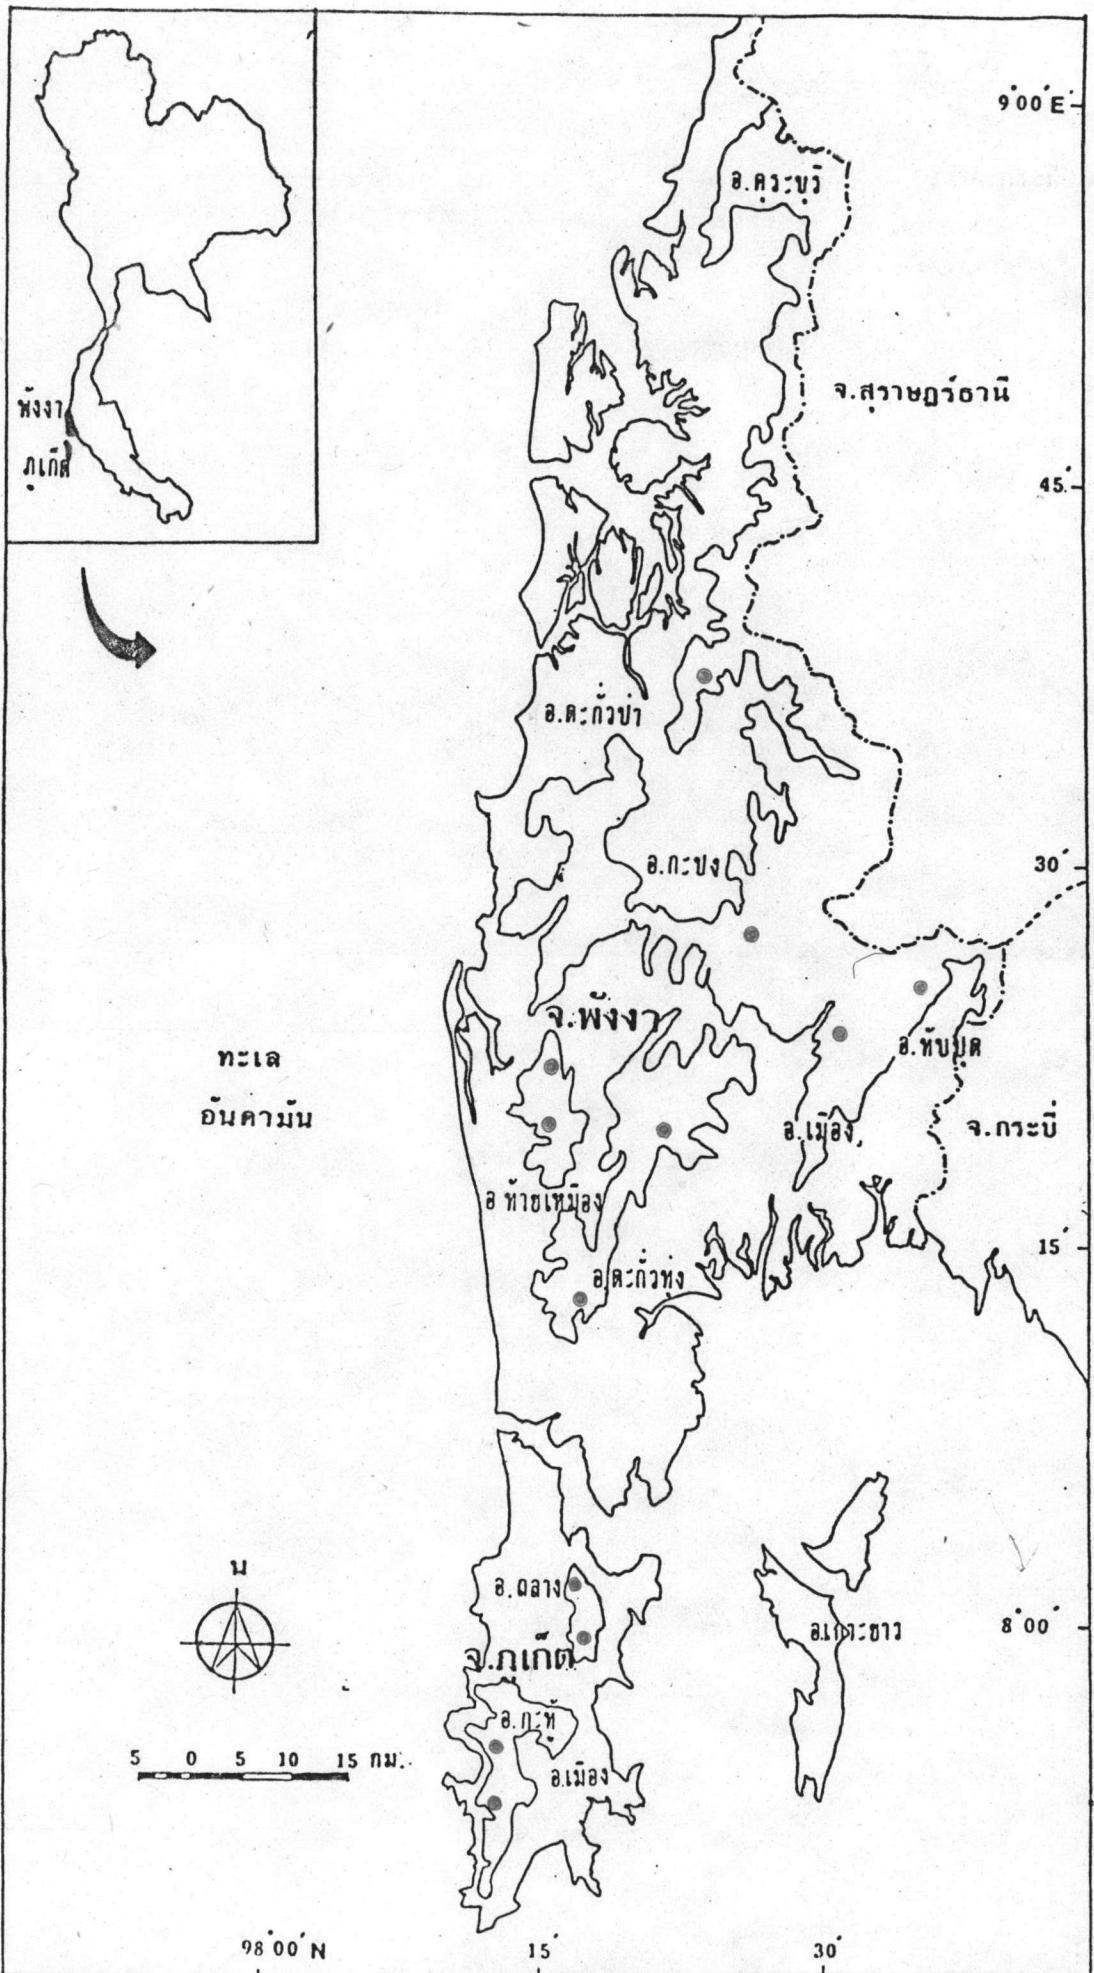 9°00'E
อ.คุระบุรี
จ.สุราษฎร์ธานี
พังงา
ภูเก็ต
45'
อ.ตะกั่วป่า
อ.กะปง
30'
จ.พังงา
อ.ทับปุด
ทะเล
อันดามัน
อ.เมือง
จ.กระบี่
อ ท้ายเหมือง
15'
อ.ตะกั่วทุ่ง
น
อ.ถลาง
8°00'
อ.เกาะยาว
จ.ภูเก็ต
อ.กะทู้
5 0 5 10 15 กม.
อ.เมือง
98°00'N
15'
30'